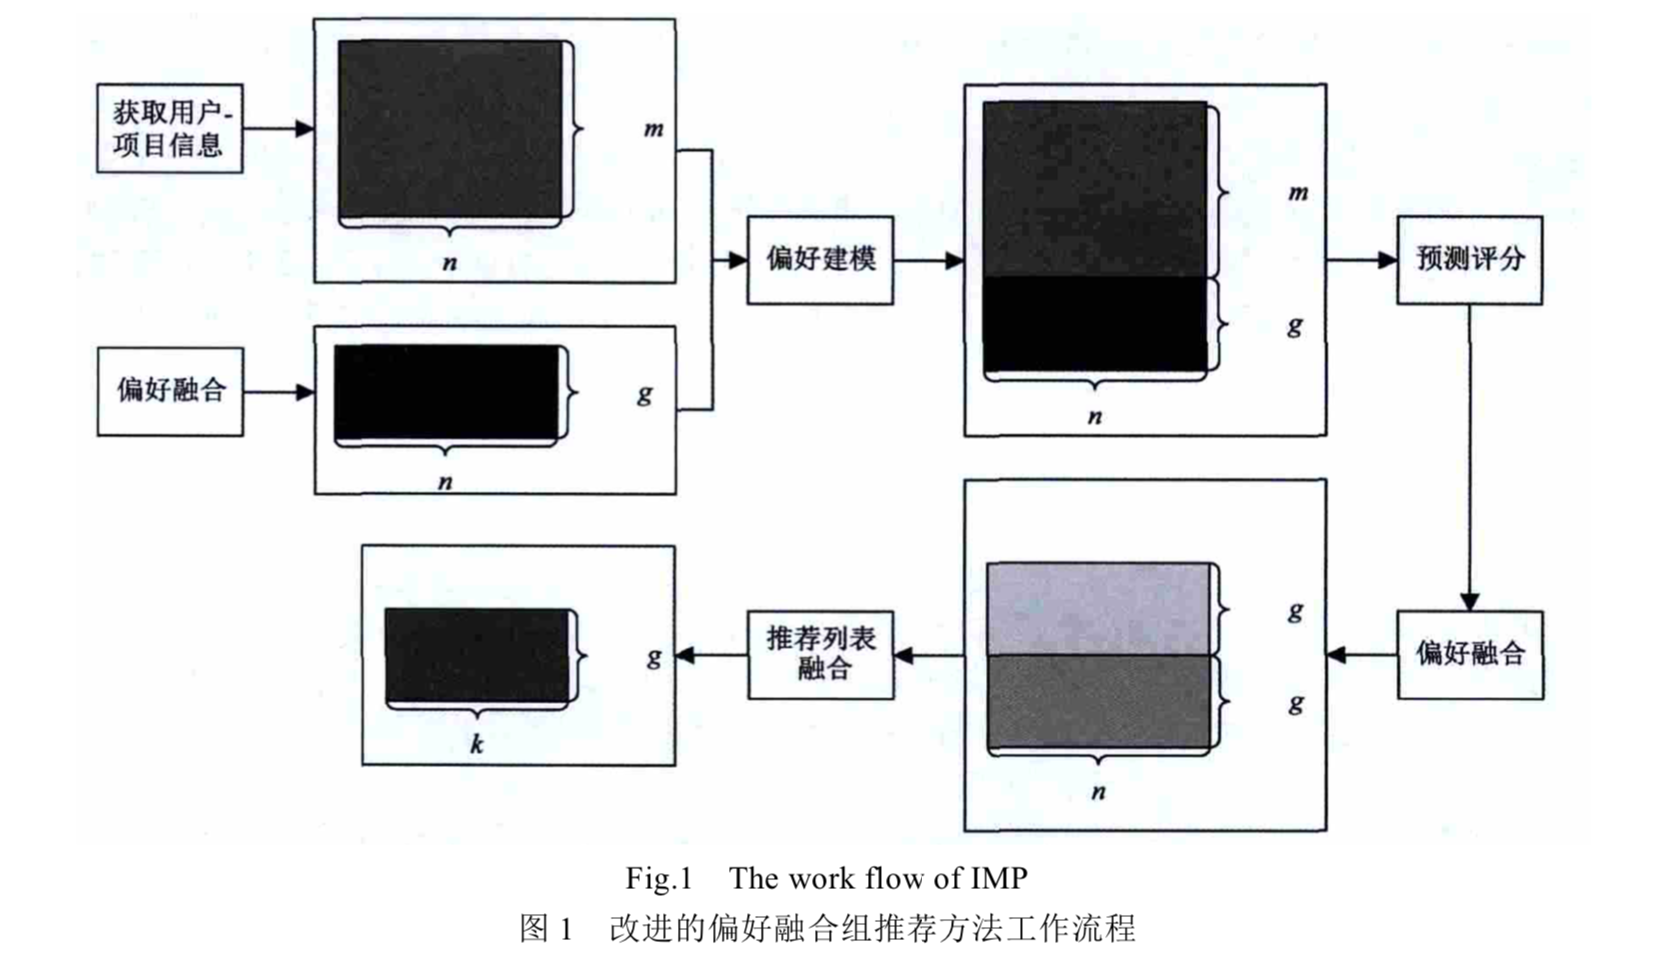 获取用户-
项目信息
m
n
偏好融合
g
n
偏好建模
m
g
n
预测评分
偏好融合
g
g
n
推荐列表
融合
g
k
Fig.1 The work flow of IMP
图 1 改进的偏好融合组推荐方法工作流程